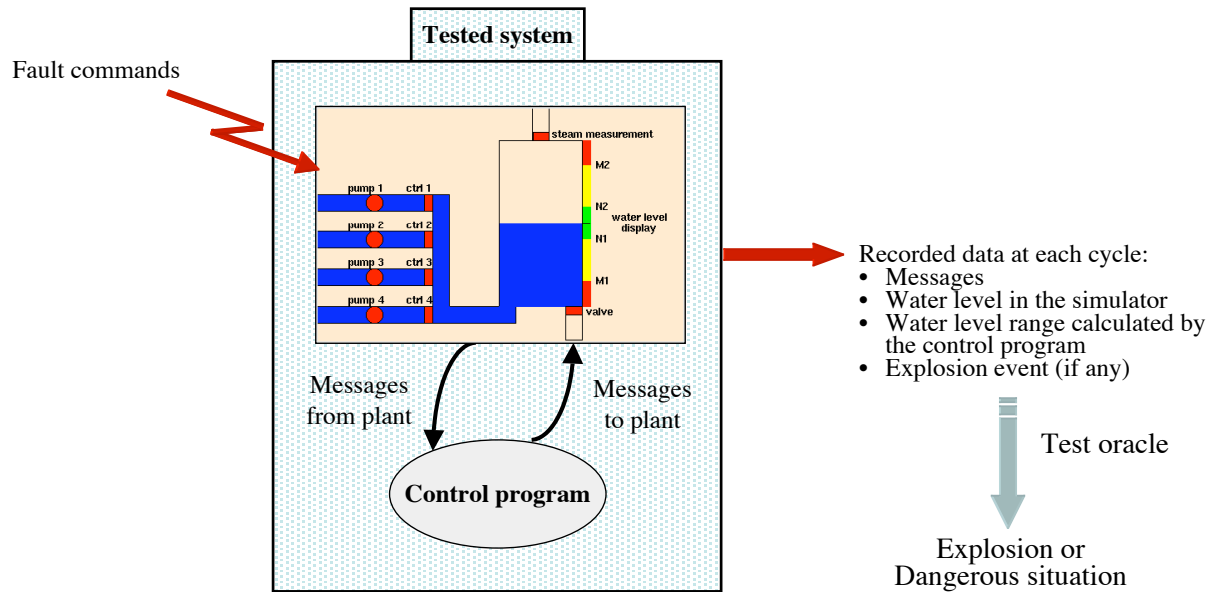 Tested system
Fault commands
steam measurement
M2
pump 1 ctrl 1
N2
water level
display
pump 2 ctrl 2
N1
pump 3 ctrl 3
M1
pump 4 ctrl 4
valve
Messages
from plant
Messages
to plant
Control program
Recorded data at each cycle:
• Messages
• Water level in the simulator
• Water level range calculated by
the control program
• Explosion event (if any)
Test oracle
Explosion or
Dangerous situation